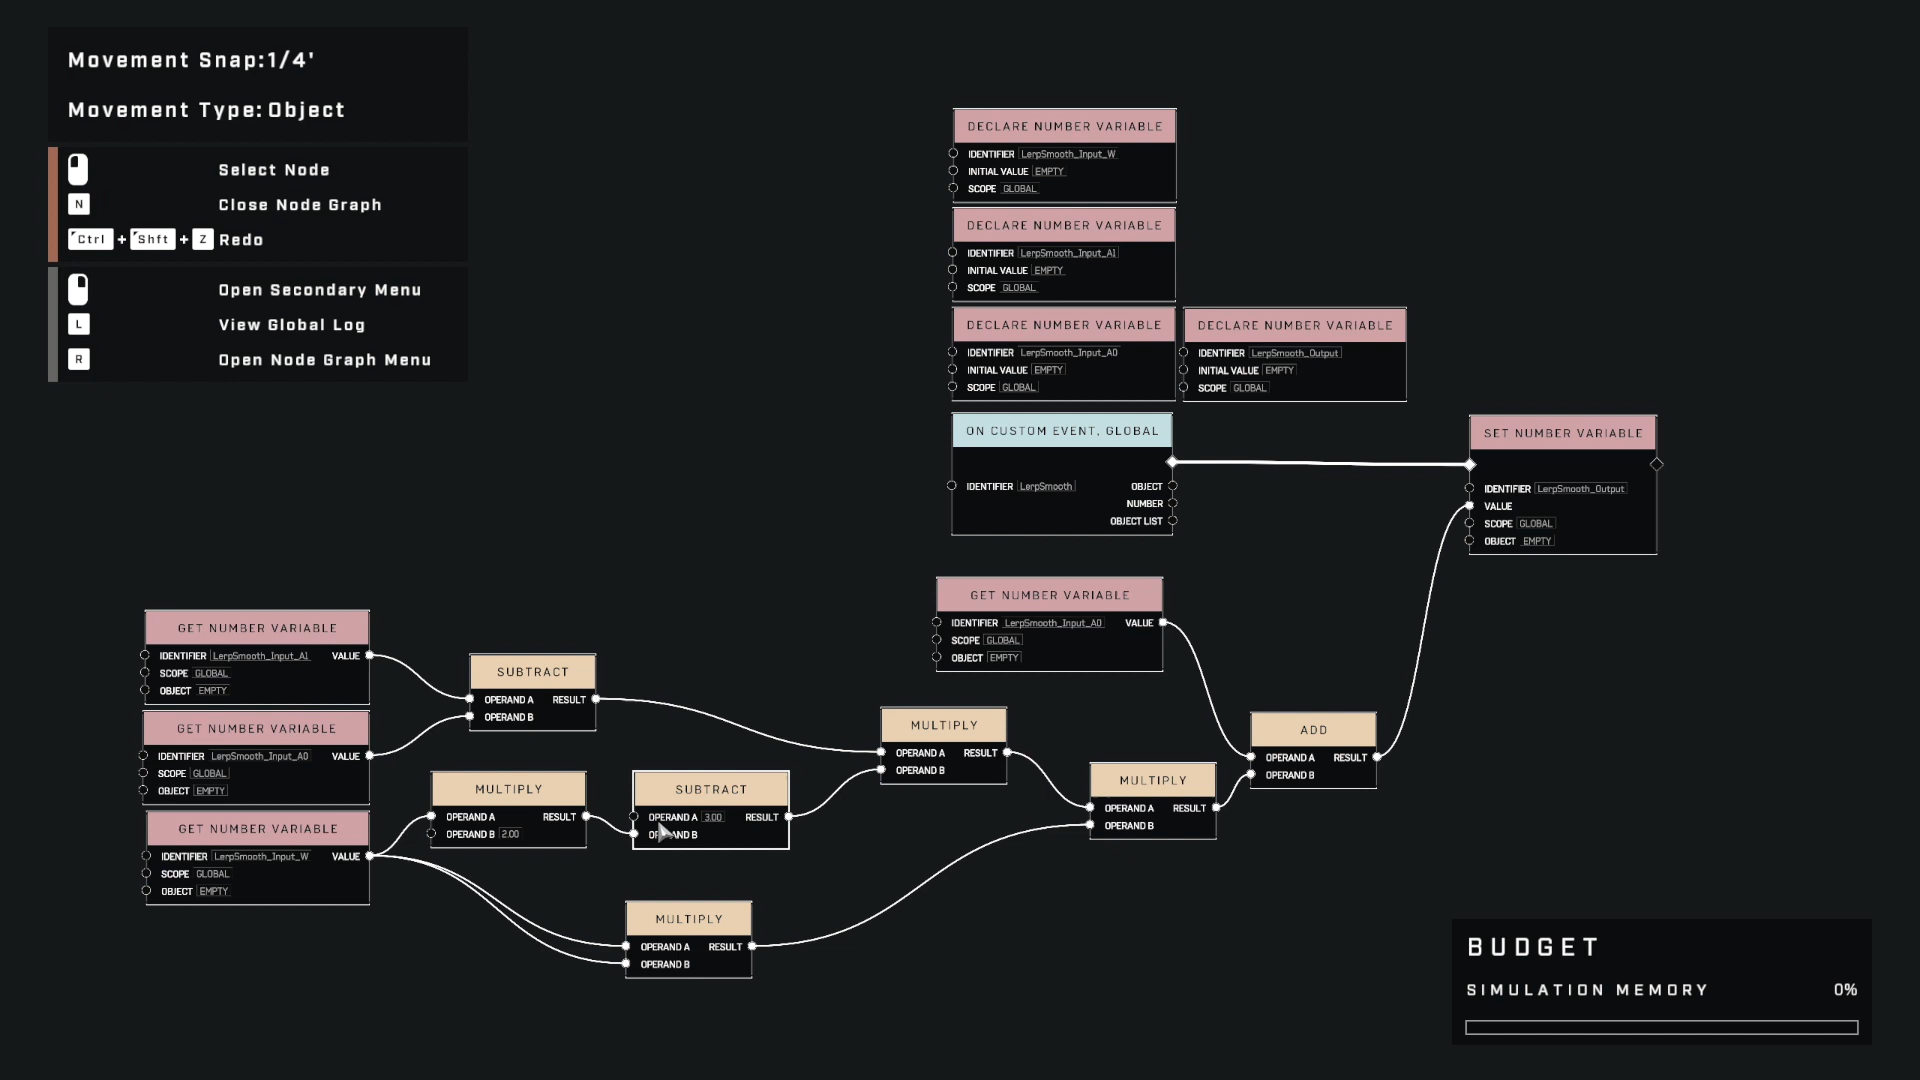 Movement Snap:1/4'
Movement Type: Object
Select Node
N Close Node Graph
Ctrl + Shft + Z Redo
Open Secondary Menu
L View Global Log
R Open Node Graph Menu
DECLARE NUMBER VARIABLE
IDENTIFIER LerpSmooth_Input_W
INITIAL VALUE EMPTY
SCOPE GLOBAL
DECLARE NUMBER VARIABLE
IDENTIFIER LerpSmooth_Input_A1
INITIAL VALUE EMPTY
SCOPE GLOBAL
DECLARE NUMBER VARIABLE
IDENTIFIER LerpSmooth_Input_A0
INITIAL VALUE EMPTY
SCOPE GLOBAL
DECLARE NUMBER VARIABLE
IDENTIFIER LerpSmooth_Output
INITIAL VALUE EMPTY
SCOPE GLOBAL
ON CUSTOM EVENT, GLOBAL
IDENTIFIER LerpSmooth OBJECT
NUMBER
OBJECT LIST
SET NUMBER VARIABLE
IDENTIFIER LerpSmooth_Output
VALUE
SCOPE GLOBAL
OBJECT EMPTY
GET NUMBER VARIABLE
IDENTIFIER LerpSmooth_Input_A0 VALUE
SCOPE GLOBAL
OBJECT EMPTY
GET NUMBER VARIABLE
IDENTIFIER LerpSmooth_Input_A1 VALUE
SCOPE GLOBAL
OBJECT EMPTY
GET NUMBER VARIABLE
IDENTIFIER LerpSmooth_Input_A0 VALUE
SCOPE GLOBAL
OBJECT EMPTY
GET NUMBER VARIABLE
IDENTIFIER LerpSmooth_Input_W VALUE
SCOPE GLOBAL
OBJECT EMPTY
SUBTRACT
OPERAND A RESULT
OPERAND B
MULTIPLY
OPERAND A RESULT
OPERAND B 2.00
SUBTRACT
OPERAND A 3.00 RESULT
OPERAND B
MULTIPLY
OPERAND A RESULT
OPERAND B
MULTIPLY
OPERAND A RESULT
OPERAND B
MULTIPLY
OPERAND A RESULT
OPERAND B
ADD
OPERAND A RESULT
OPERAND B
BUDGET
SIMULATION MEMORY 0%